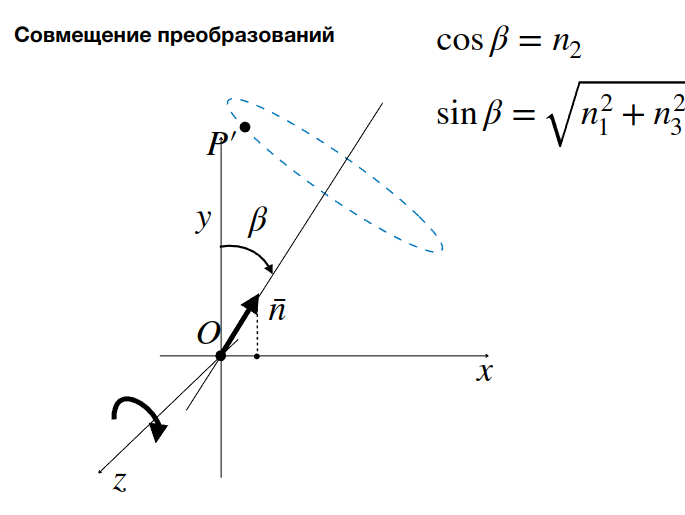 Совмещение преобразований
cos β = n₂
sin β = √(n₁² + n₃²)
P′
y
β
n̄
O
x
z